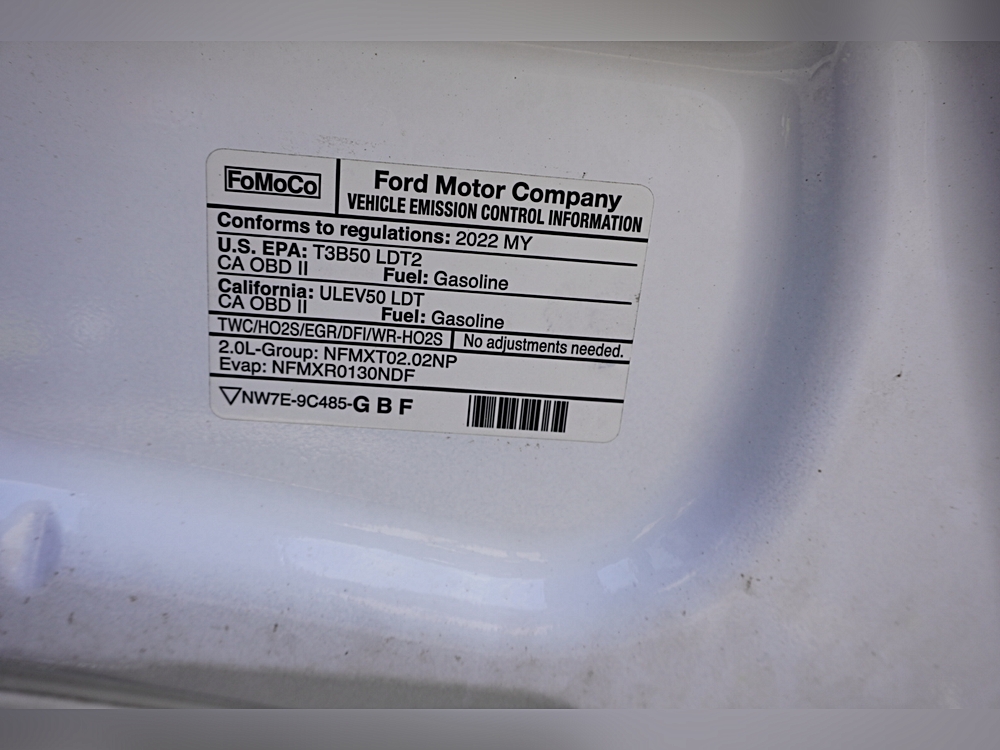 FoMoCo
Ford Motor Company
VEHICLE EMISSION CONTROL INFORMATION
Conforms to regulations: 2022 MY
U.S. EPA: T3B50 LDT2
CA OBD II Fuel: Gasoline
California: ULEV50 LDT
CA OBD II Fuel: Gasoline
TWC/HO2S/EGR/DFI/WR-HO2S No adjustments needed.
2.0L-Group: NFMXT02.02NP
Evap: NFMXR0130NDF
NW7E-9C485-G B F